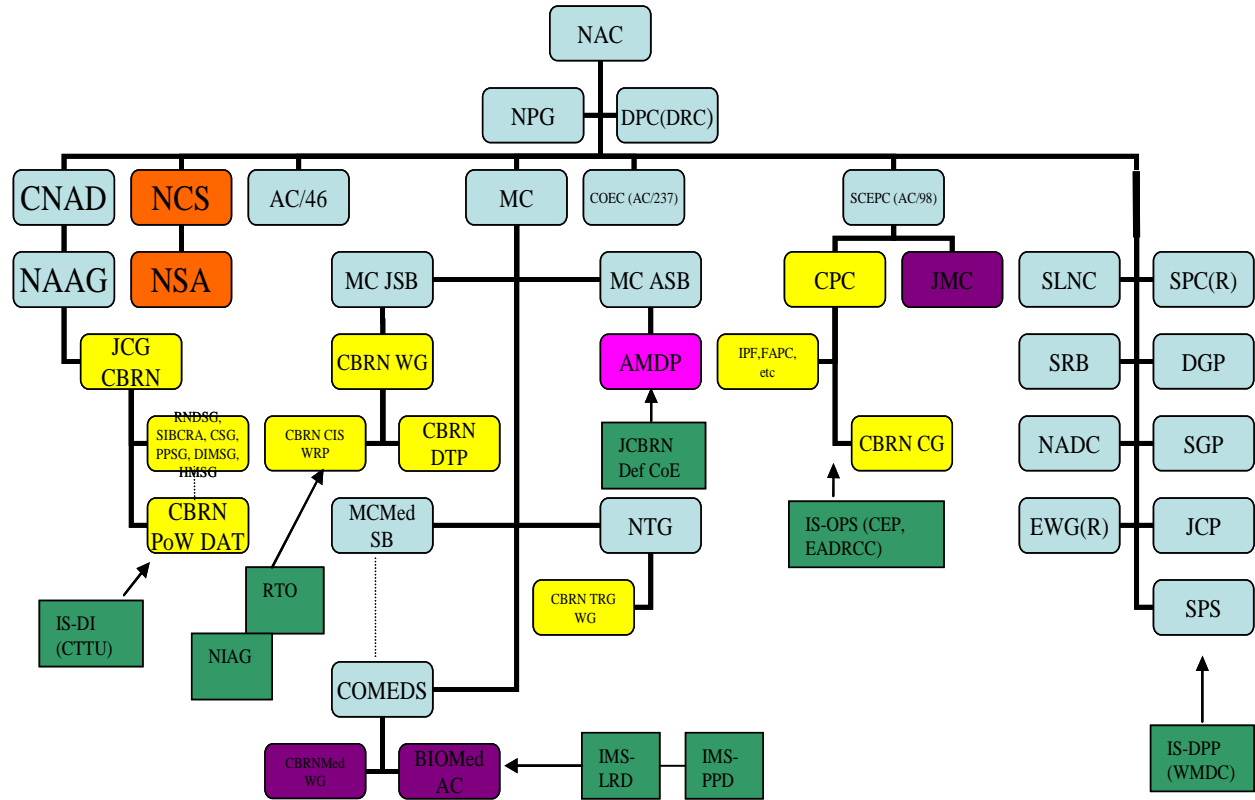 NAC
NPG
DPC(DRC)
CNAD
NCS
AC/46
MC
COEC (AC/237)
SCEPC (AC/98)
NAAG
NSA
MC JSB
MC ASB
CPC
JMC
SLNC
SPC(R)
JCG
CBRN
CBRN WG
AMDP
IPF,FAPC,
etc
SRB
DGP
RNDSG,
SIBCRA, CSG,
PPSG, DIMSG,
HMSG
CBRN CIS
WRP
CBRN
DTP
JCBRN
Def CoE
CBRN CG
NADC
SGP
CBRN
PoW DAT
MCMed
SB
NTG
IS-OPS (CEP,
EADRCC)
EWG(R)
JCP
IS-DI
(CTTU)
RTO
NIAG
CBRN TRG
WG
SPS
COMEDS
CBRNMed
WG
BIOMed
AC
IMS-
LRD
IMS-
PPD
IS-DPP
(WMDC)